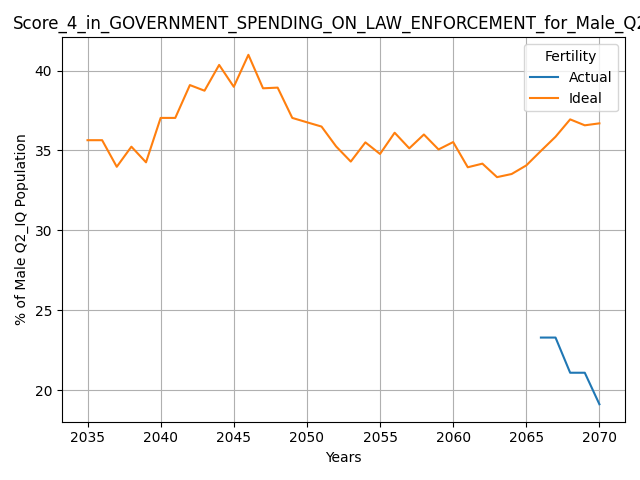 Score_4_in_GOVERNMENT_SPENDING_ON_LAW_ENFORCEMENT_for_Male_Q2
Fertility
Actual
Ideal
% of Male Q2_IQ Population
40
35
30
25
20
2035 2040 2045 2050 2055 2060 2065 2070
Years